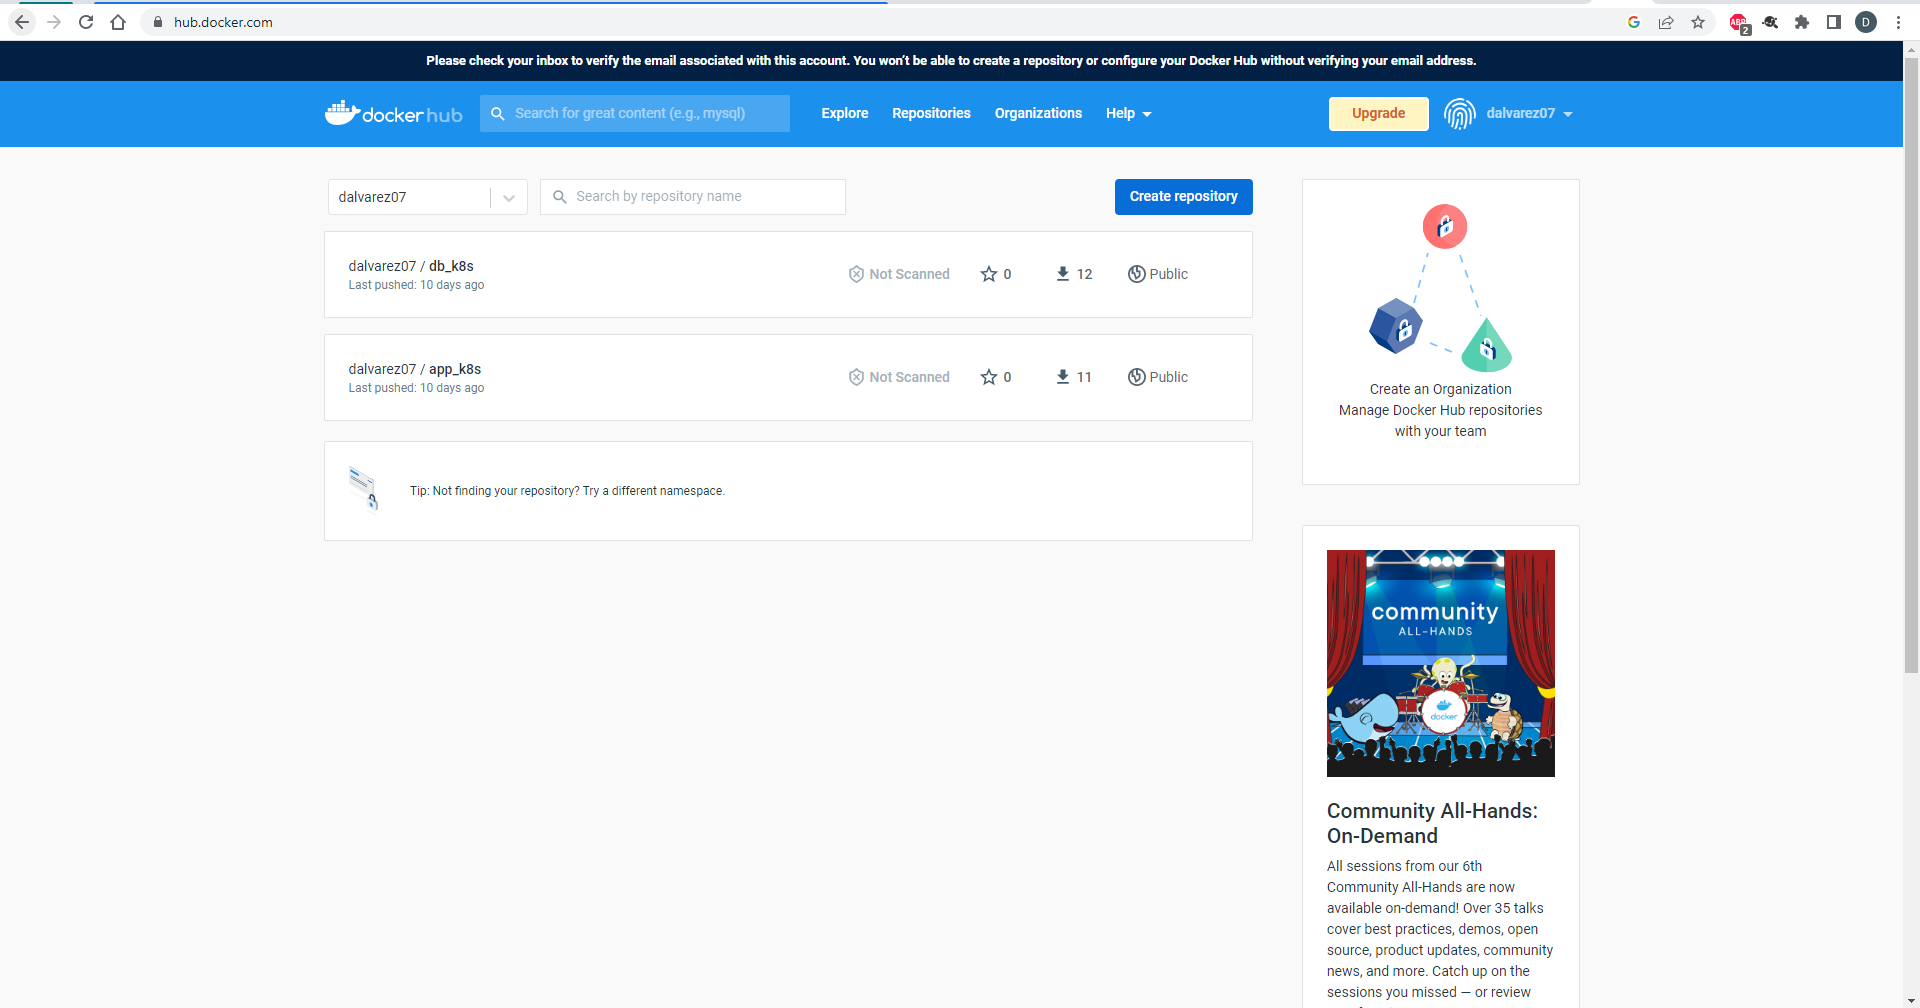 hub.docker.com
ABP
2
D
Please check your inbox to verify the email associated with this account. You won’t be able to create a repository or configure your Docker Hub without verifying your email address.
docker hub
Search for great content (e.g., mysql)
Explore
Repositories
Organizations
Help
Upgrade
dalvarez07
dalvarez07
Search by repository name
Create repository
dalvarez07 / db_k8s
Last pushed: 10 days ago
Not Scanned
0
12
Public
dalvarez07 / app_k8s
Last pushed: 10 days ago
Not Scanned
0
11
Public
Tip: Not finding your repository? Try a different namespace.
Create an Organization
Manage Docker Hub repositories
with your team
community
ALL-HANDS
docker
Community All-Hands:
On-Demand
All sessions from our 6th
Community All-Hands are now
available on-demand! Over 35 talks
cover best practices, demos, open
source, product updates, community
news, and more. Catch up on the
sessions you missed — or review